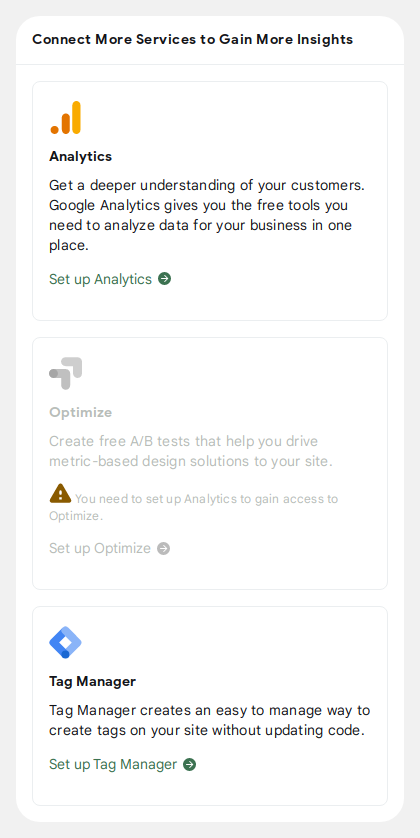 Connect More Services to Gain More Insights
Analytics
Get a deeper understanding of your customers.
Google Analytics gives you the free tools you
need to analyze data for your business in one
place.
Set up Analytics
Optimize
Create free A/B tests that help you drive
metric-based design solutions to your site.
You need to set up Analytics to gain access to
Optimize.
Set up Optimize
Tag Manager
Tag Manager creates an easy to manage way to
create tags on your site without updating code.
Set up Tag Manager